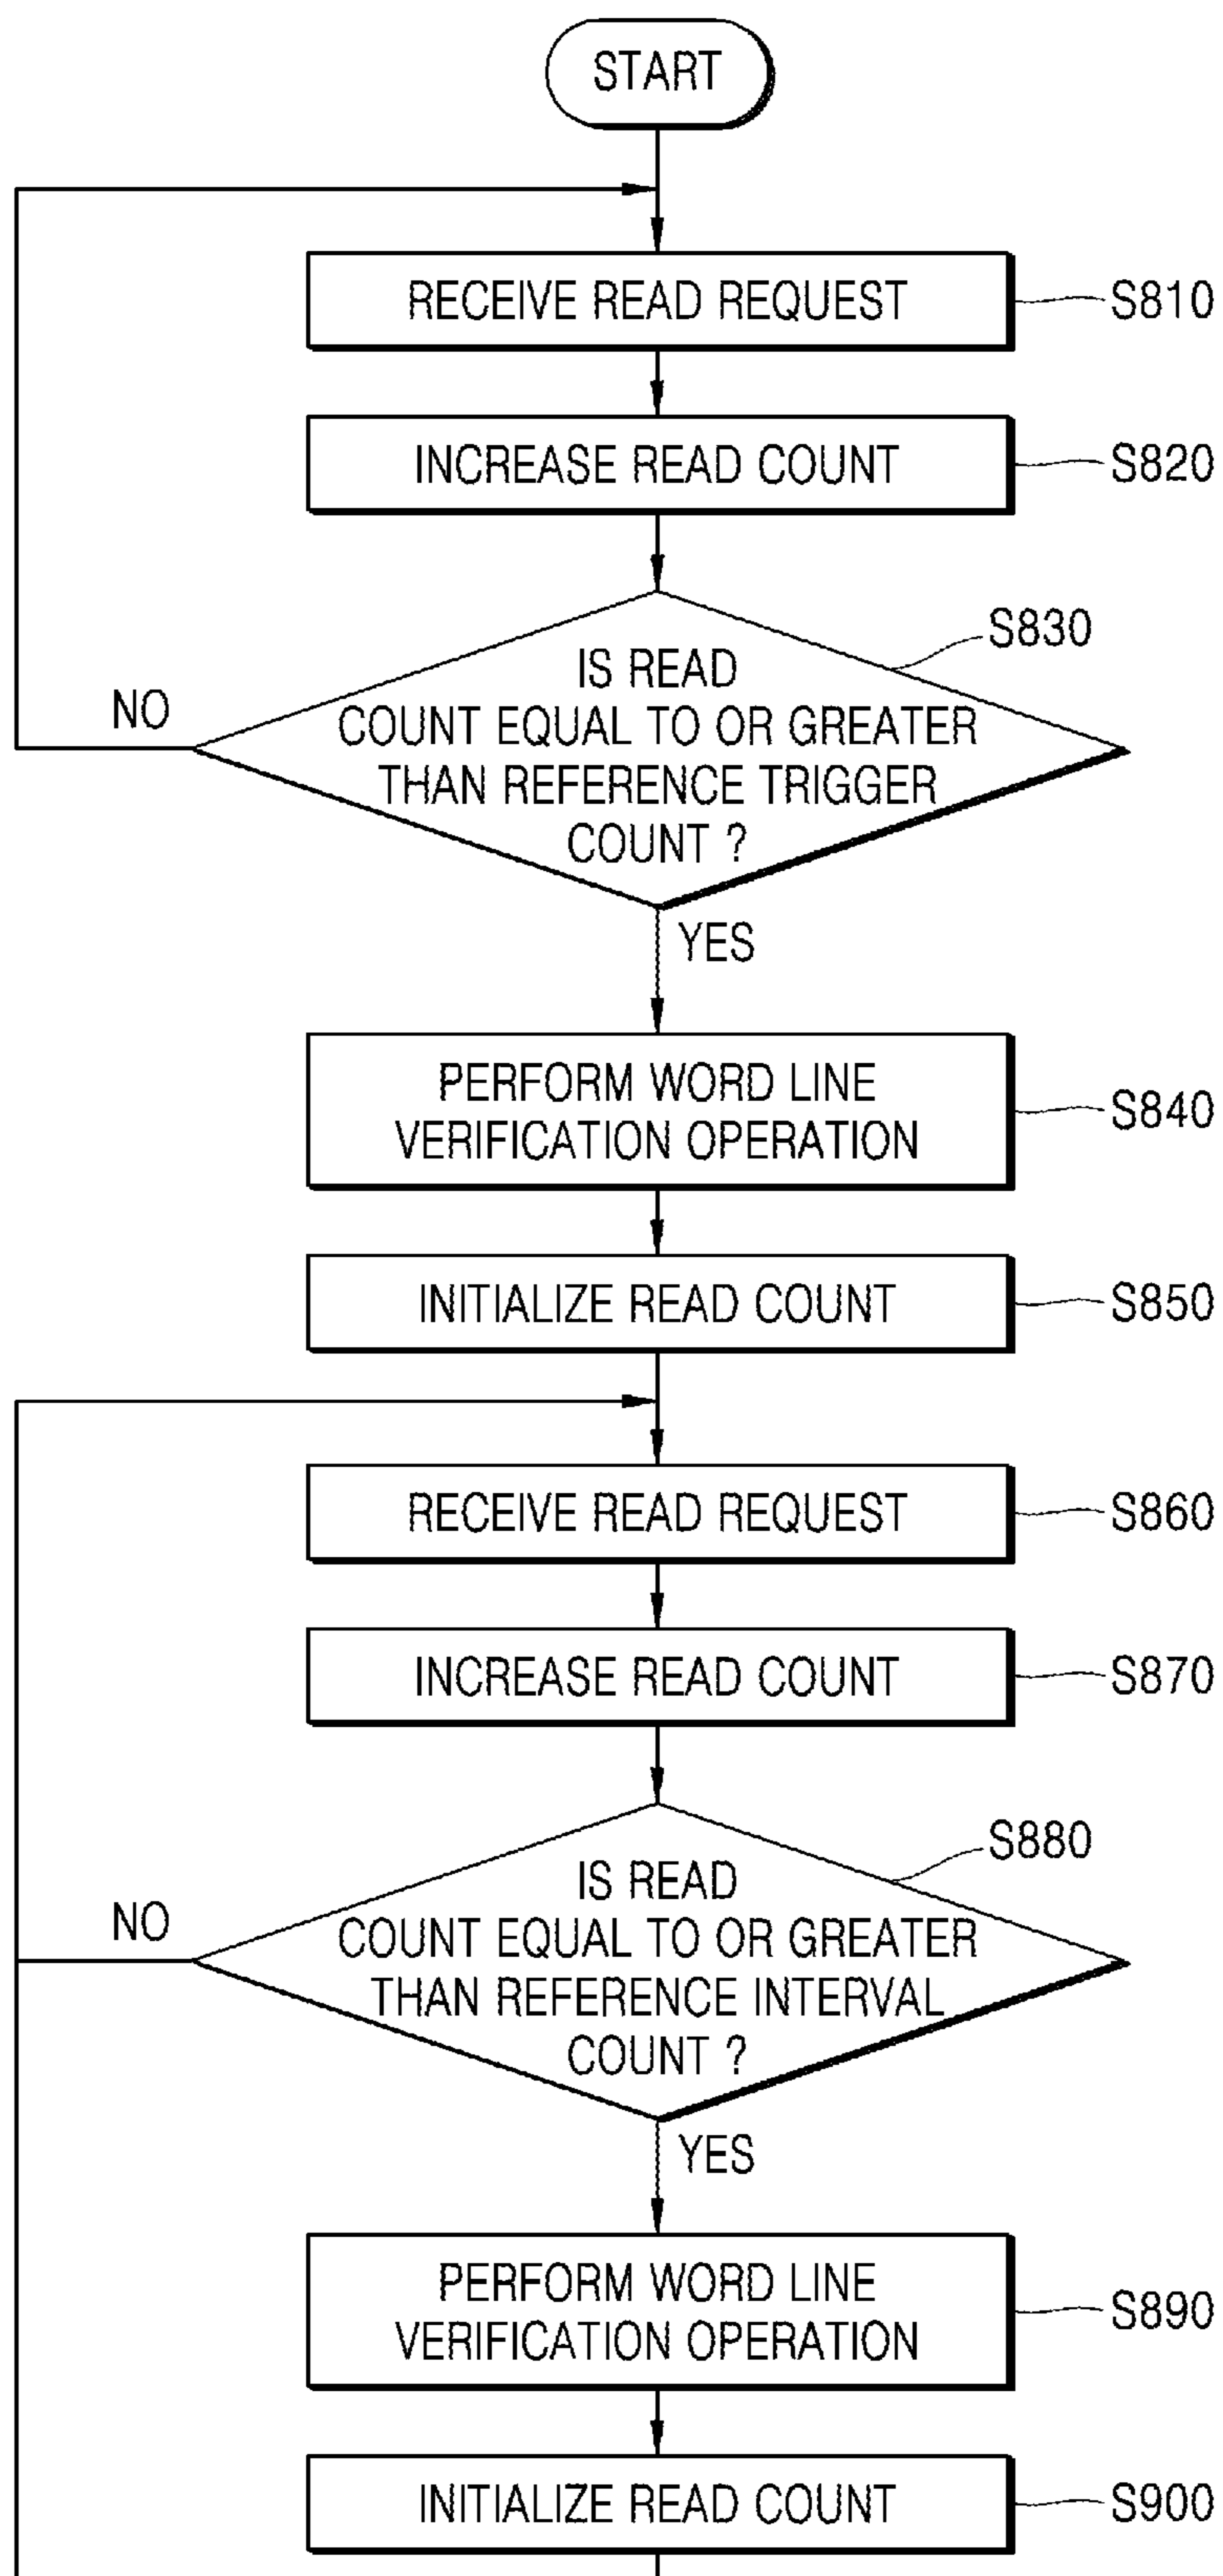 START
RECEIVE READ REQUEST
S810
INCREASE READ COUNT
S820
S830
IS READ
COUNT EQUAL TO OR GREATER
THAN REFERENCE TRIGGER
COUNT ?
NO
YES
PERFORM WORD LINE
VERIFICATION OPERATION
S840
INITIALIZE READ COUNT
S850
RECEIVE READ REQUEST
S860
INCREASE READ COUNT
S870
S880
IS READ
COUNT EQUAL TO OR GREATER
THAN REFERENCE INTERVAL
COUNT ?
NO
YES
PERFORM WORD LINE
VERIFICATION OPERATION
S890
INITIALIZE READ COUNT
S900